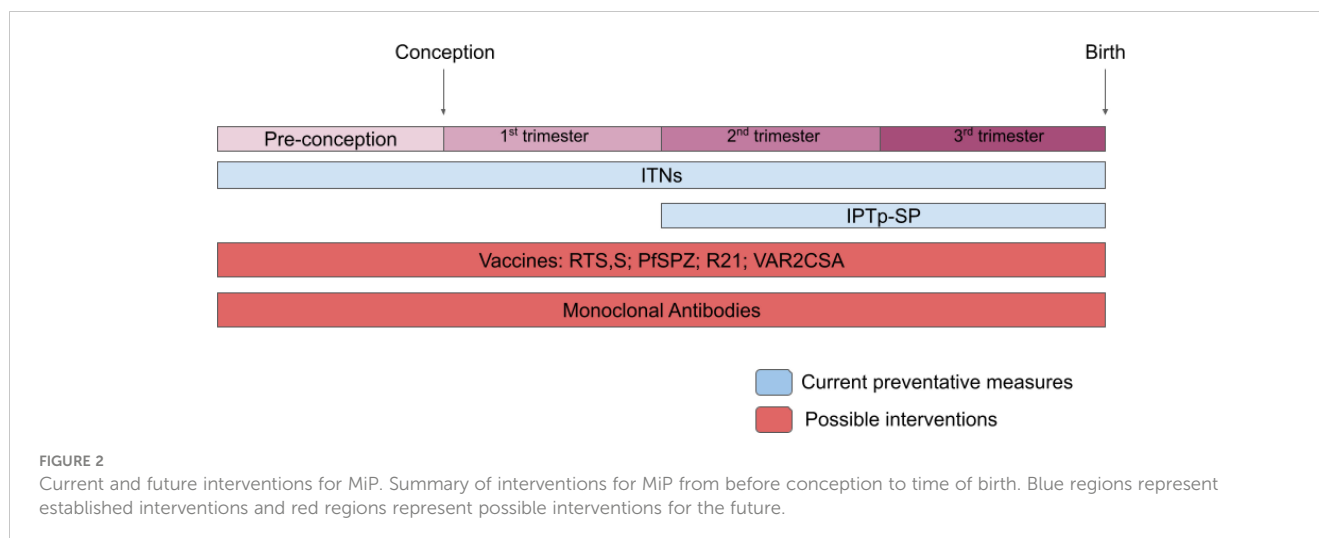 Conception
Birth
Pre-conception
1st trimester
2nd trimester
3rd trimester
ITNs
IPTp-SP
Vaccines: RTS,S; PfSPZ; R21; VAR2CSA
Monoclonal Antibodies
Current preventative measures
Possible interventions
FIGURE 2
Current and future interventions for MiP. Summary of interventions for MiP from before conception to time of birth. Blue regions represent
established interventions and red regions represent possible interventions for the future.